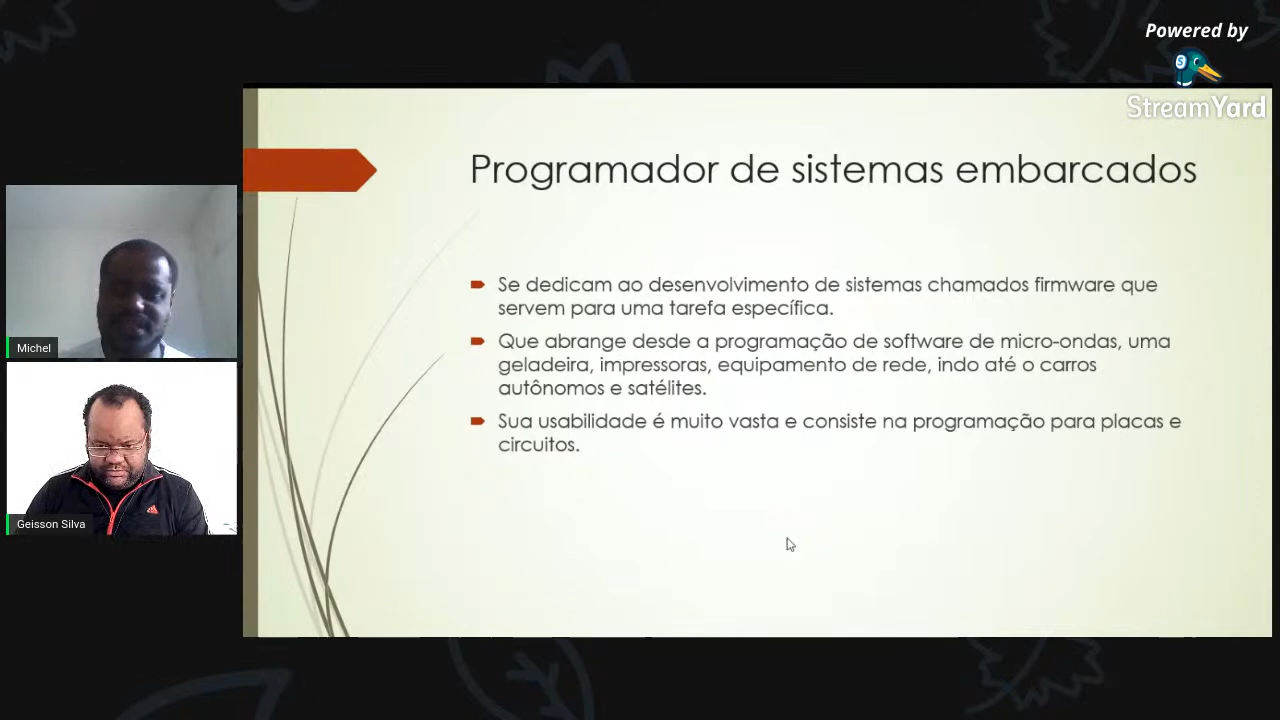 Powered by
StreamYard
Programador de sistemas embarcados
Se dedicam ao desenvolvimento de sistemas chamados firmware que
servem para uma tarefa específica.
Que abrange desde a programação de software de micro-ondas, uma
geladeira, impressoras, equipamento de rede, indo até o carros
autônomos e satélites.
Sua usabilidade é muito vasta e consiste na programação para placas e
circuitos.
Michel
Geisson Silva